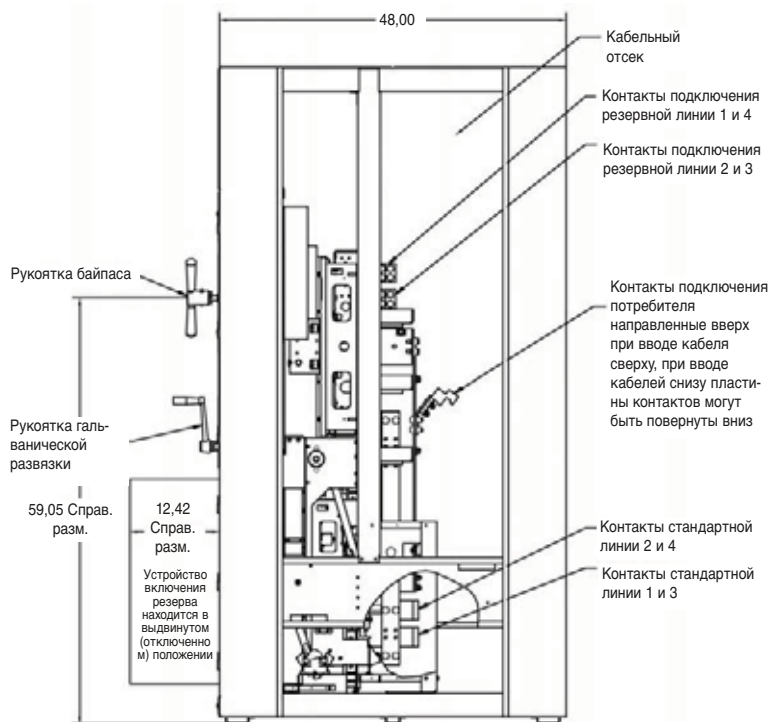 48,00
Кабельный
отсек
Контакты подключения
резервной линии 1 и 4
Контакты подключения
резервной линии 2 и 3
Рукоятка байпаса
Контакты подключения
потребителя
направленные вверх
при вводе кабеля
сверху, при вводе
кабелей снизу пласти-
ны контактов могут
быть повернуты вниз
Рукоятка галь-
ванической
развязки
59,05 Справ.
разм.
12,42
Справ.
разм.
Устройство
включения
резерва
находится в
выдвинутом
(отключенно
м) положении
Контакты стандартной
линии 2 и 4
Контакты стандартной
линии 1 и 3